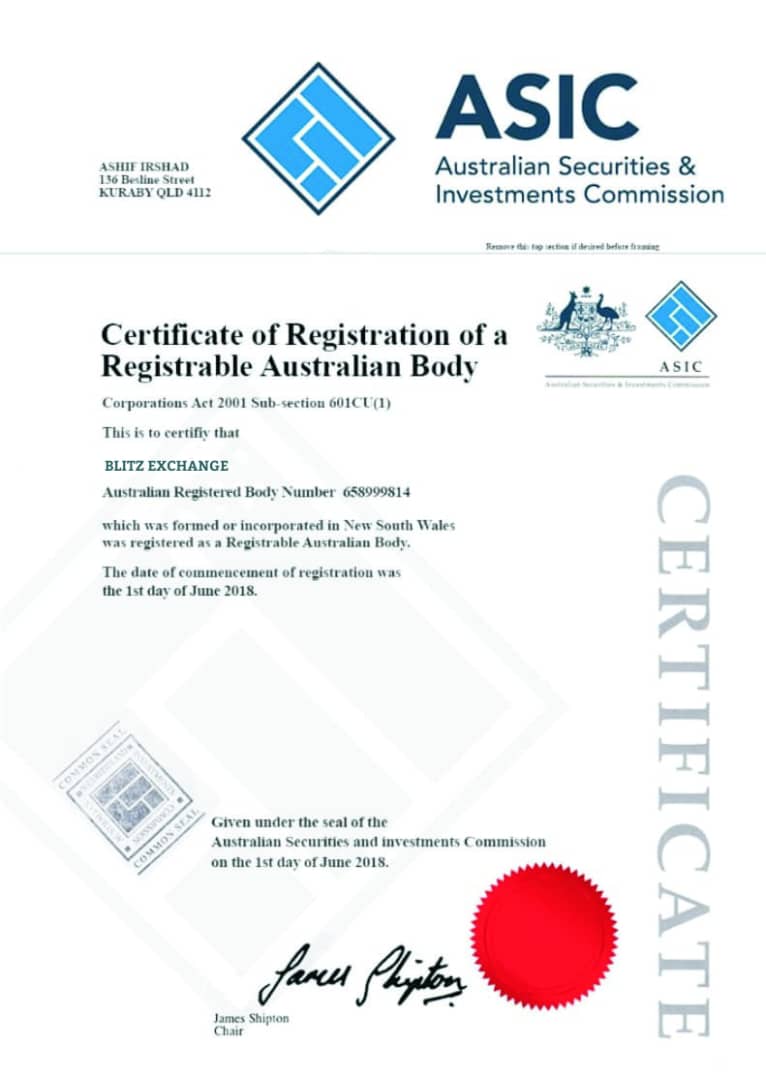 ASIC
Australian Securities &
Investments Commission
ASHIF IRSHAD
136 Besline Street
KURABY QLD 4112
Remove this top section if desired before framing
Certificate of Registration of a
Registrable Australian Body
ASIC
Australian Securities & Investments Commission
Corporations Act 2001 Sub-section 601CU(1)
This is to certifiy that
BLITZ EXCHANGE
Australian Registered Body Number 658999814
which was formed or incorporated in New South Wales
was registered as a Registrable Australian Body.
The date of commencement of registration was
the 1st day of June 2018.
CERTIFICATE
COMMON SEAL
COMMON SEAL
Given under the seal of the
Australian Securities and investments Commission
on the 1st day of June 2018.
James Shipton
James Shipton
Chair